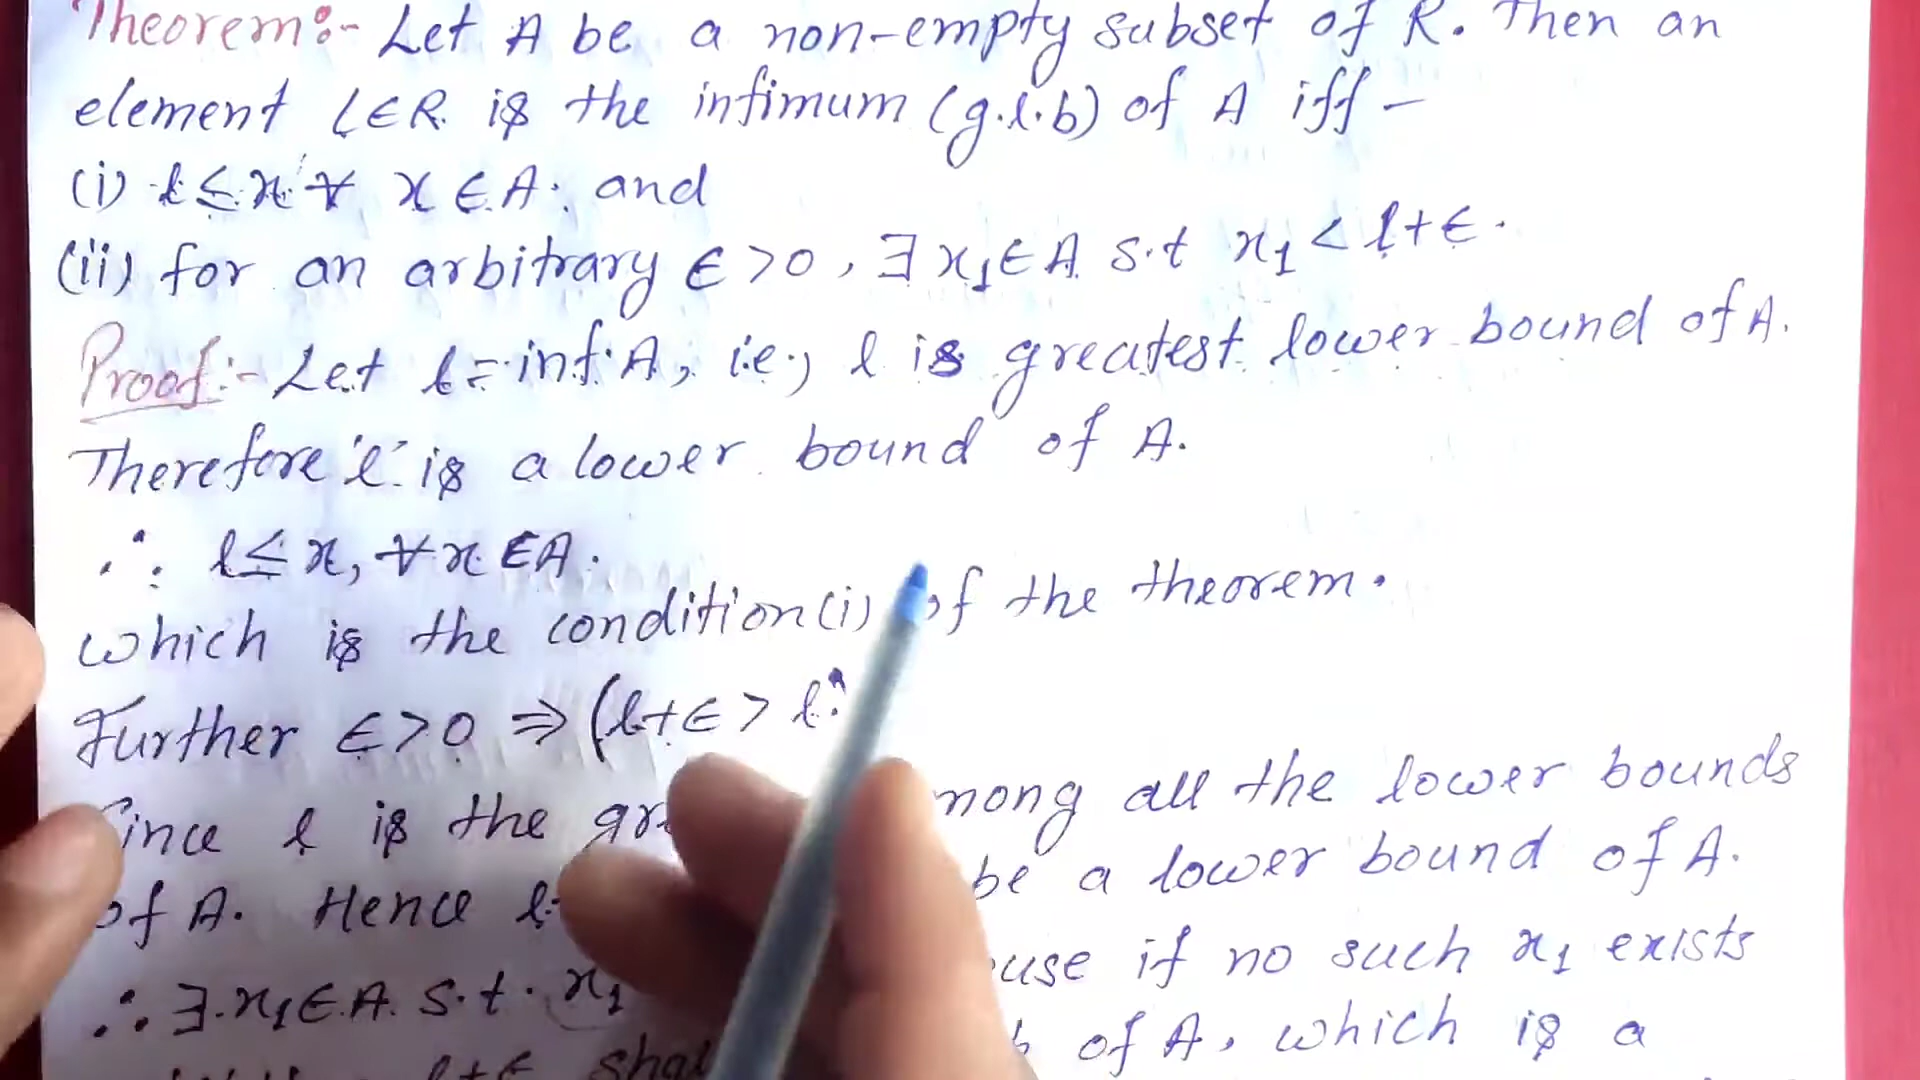 Theorem:- Let A be a non-empty subset of R. Then an
element l∈R is the infimum (g.l.b) of A iff -
(i) l≤x ∀ x∈A. and
(ii) for an arbitrary ∈>0, ∃ x₁∈A s.t x₁<l+∈.
Proof:- Let l=inf.A, i.e., l is greatest lower bound of A.
Therefore 'l' is a lower bound of A.
∴ l≤x, ∀x∈A.
which is the condition(i) of the theorem.
Further ∈>0 ⇒ (l+∈>l
Since l is the mong all the lower bounds
of A. Hence l be a lower bound of A.
∴ ∃ x₁∈A. s.t. x₁ if no such x₁ exists
l+∈ of A, which is a